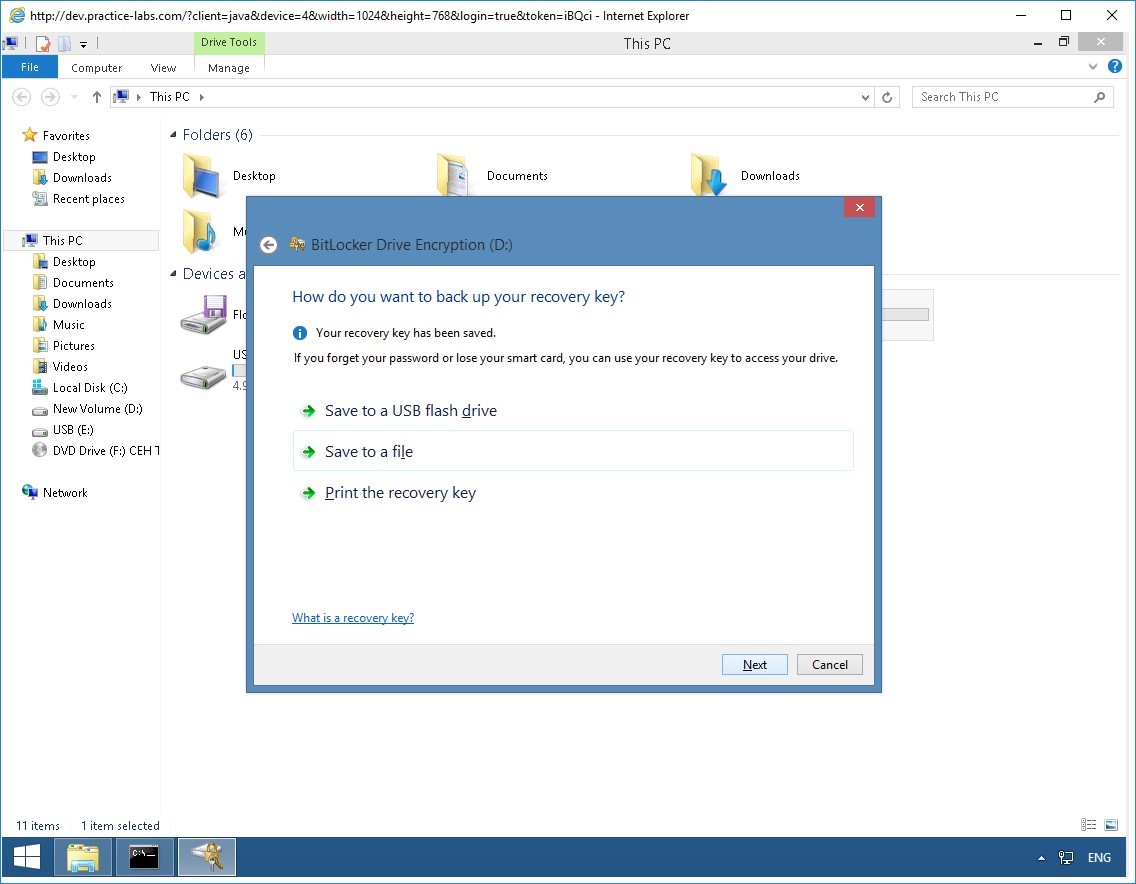 http://dev.practice-labs.com/?client=java&device=4&width=1024&height=768&login=true&token=iBQci - Internet Explorer
Drive Tools
This PC
File
Computer
View
Manage
This PC
Search This PC
Favorites
Desktop
Downloads
Recent places
This PC
Desktop
Documents
Downloads
Music
Pictures
Videos
Local Disk (C:)
New Volume (D:)
USB (E:)
DVD Drive (F:) CEH T
Network
Folders (6)
Desktop
Documents
Downloads
Devices a
US
4.9
BitLocker Drive Encryption (D:)
How do you want to back up your recovery key?
Your recovery key has been saved.
If you forget your password or lose your smart card, you can use your recovery key to access your drive.
Save to a USB flash drive
Save to a file
Print the recovery key
What is a recovery key?
Next
Cancel
11 items
1 item selected
ENG